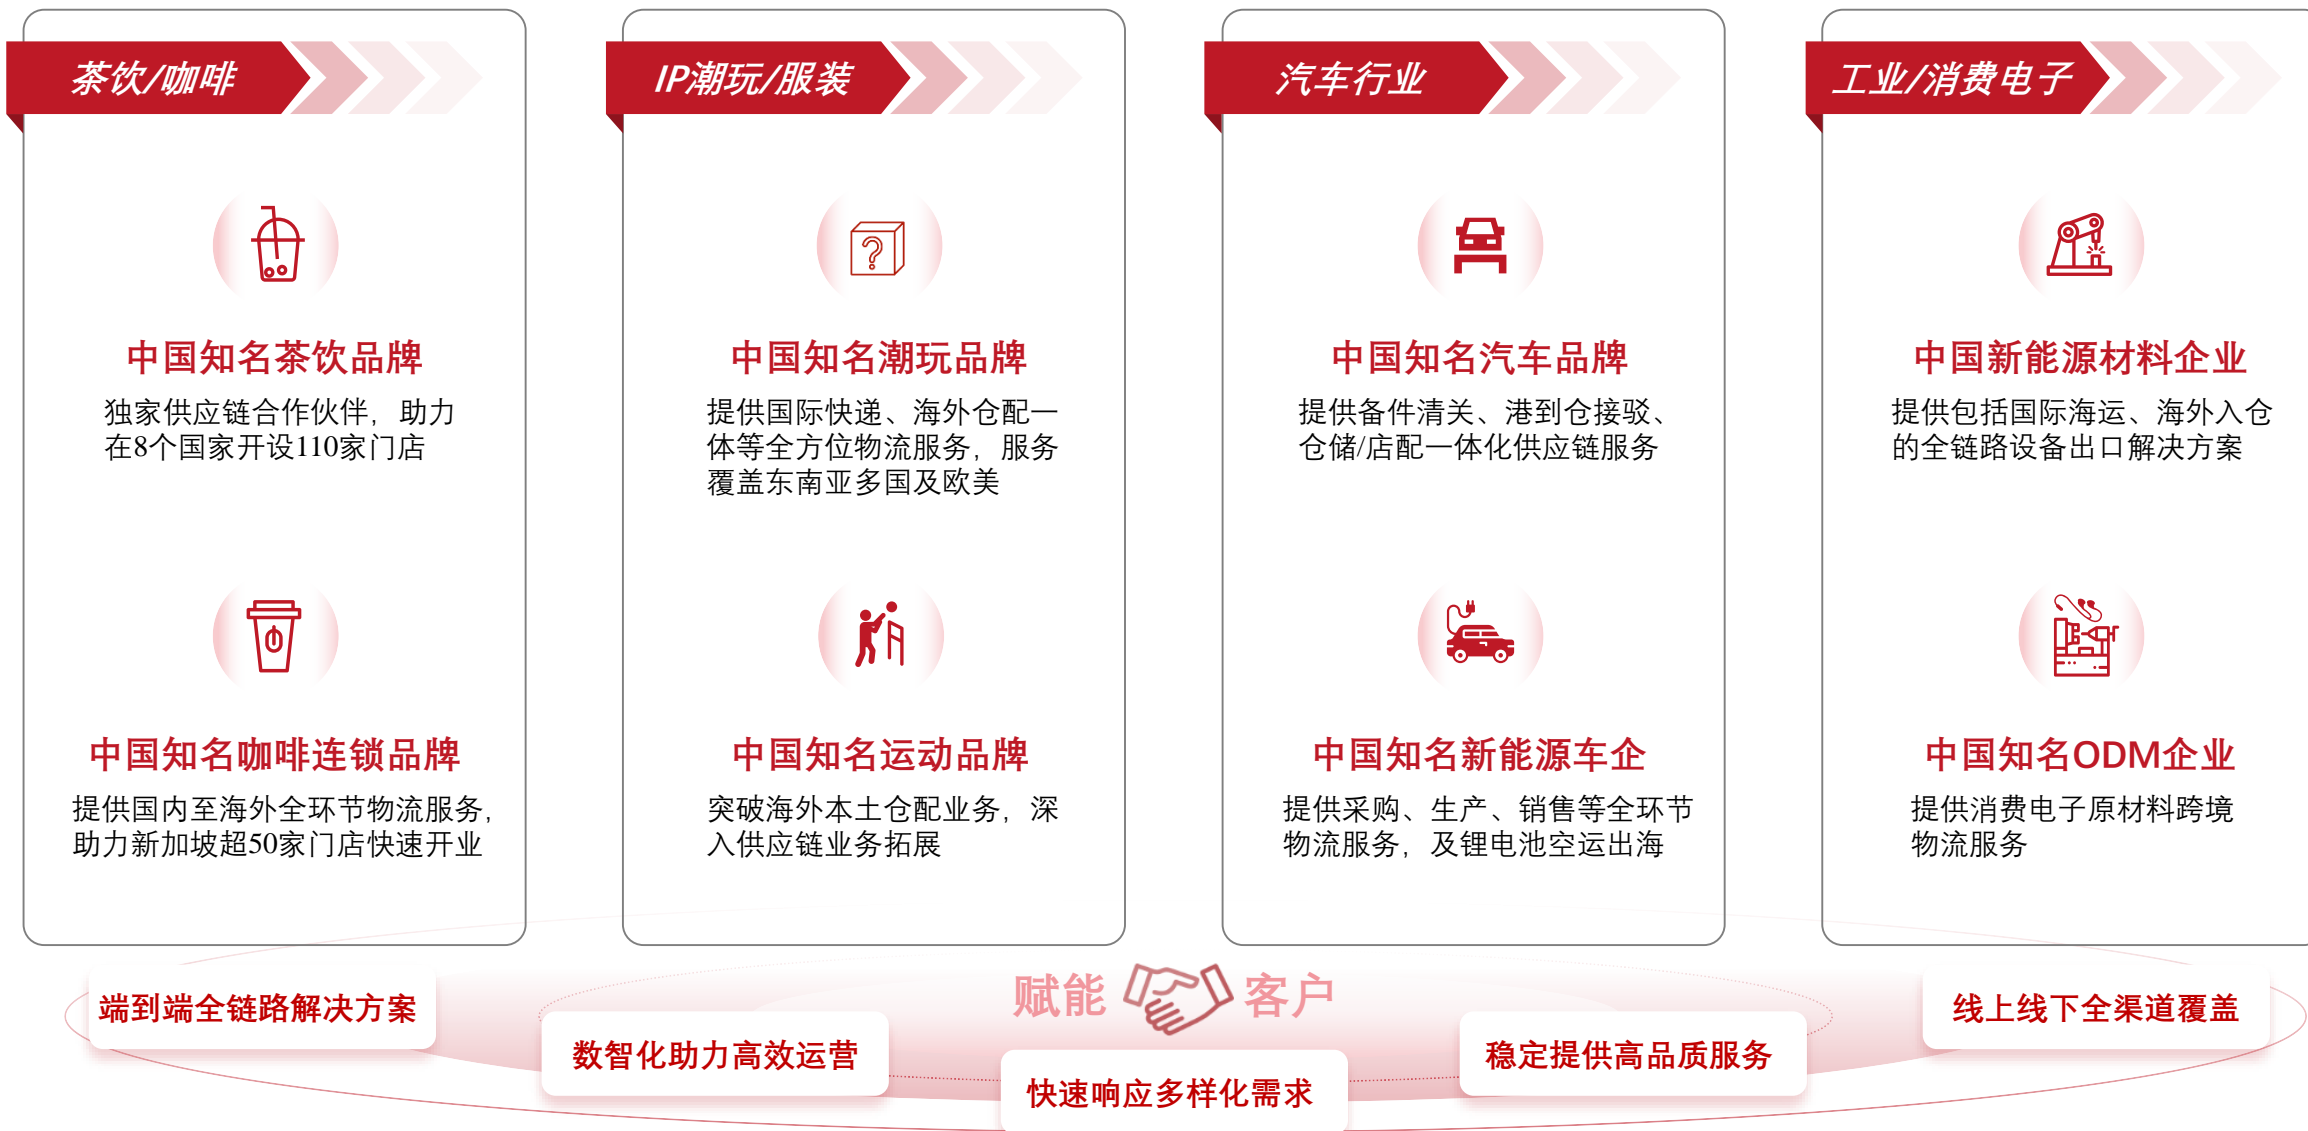 茶饮/咖啡
中国知名茶饮品牌
独家供应链合作伙伴，助力
在8个国家开设110家门店
中国知名咖啡连锁品牌
提供国内至海外全环节物流服务，
助力新加坡超50家门店快速开业
IP潮玩/服装
中国知名潮玩品牌
提供国际快递、海外仓配一
体等全方位物流服务，服务
覆盖东南亚多国及欧美
中国知名运动品牌
突破海外本土仓配业务，深
入供应链业务拓展
汽车行业
中国知名汽车品牌
提供备件清关、港到仓接驳、
仓储/店配一体化供应链服务
中国知名新能源车企
提供采购、生产、销售等全环节
物流服务，及锂电池空运出海
工业/消费电子
中国新能源材料企业
提供包括国际海运、海外入仓
的全链路设备出口解决方案
中国知名ODM企业
提供消费电子原材料跨境
物流服务
赋能 客户
端到端全链路解决方案
数智化助力高效运营
快速响应多样化需求
稳定提供高品质服务
线上线下全渠道覆盖